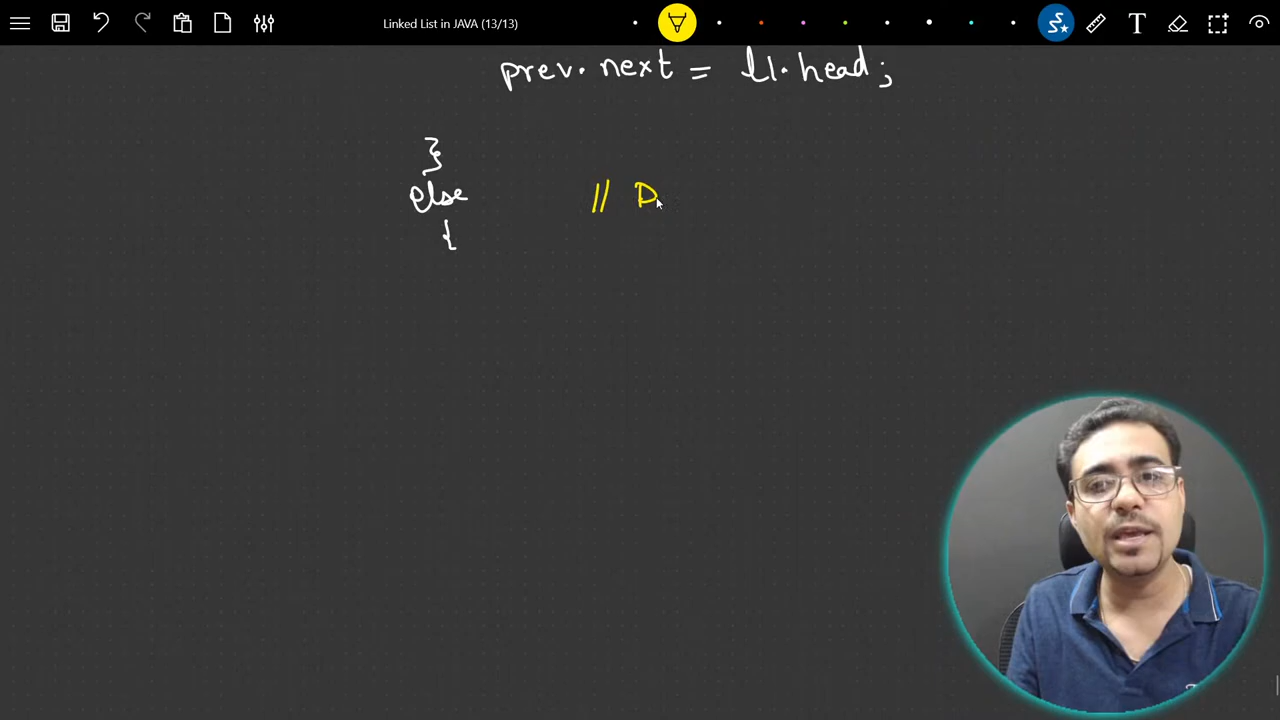 Linked List in JAVA (13/13)
T
prev.next = ll.head;
}
else // D
{